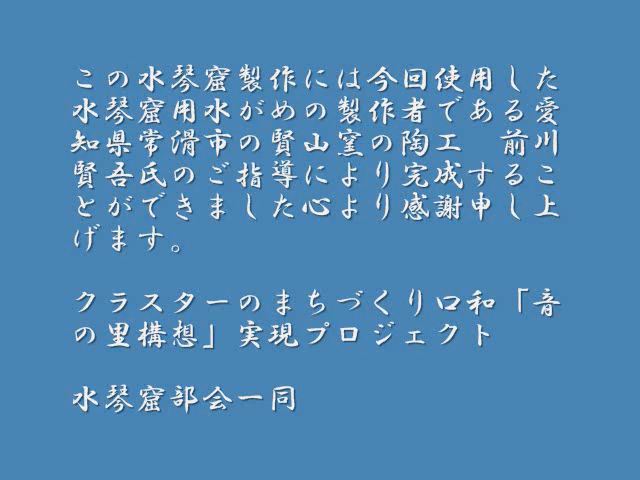 この水琴窟製作には今回使用した
水琴窟用水がめの製作者である愛
知県常滑市の賢山窯の陶工　前川
賢吾氏のご指導により完成するこ
とができました心より感謝申し上
げます。
クラスターのまちづくり口和「音
の里構想」実現プロジェクト
水琴窟部会一同